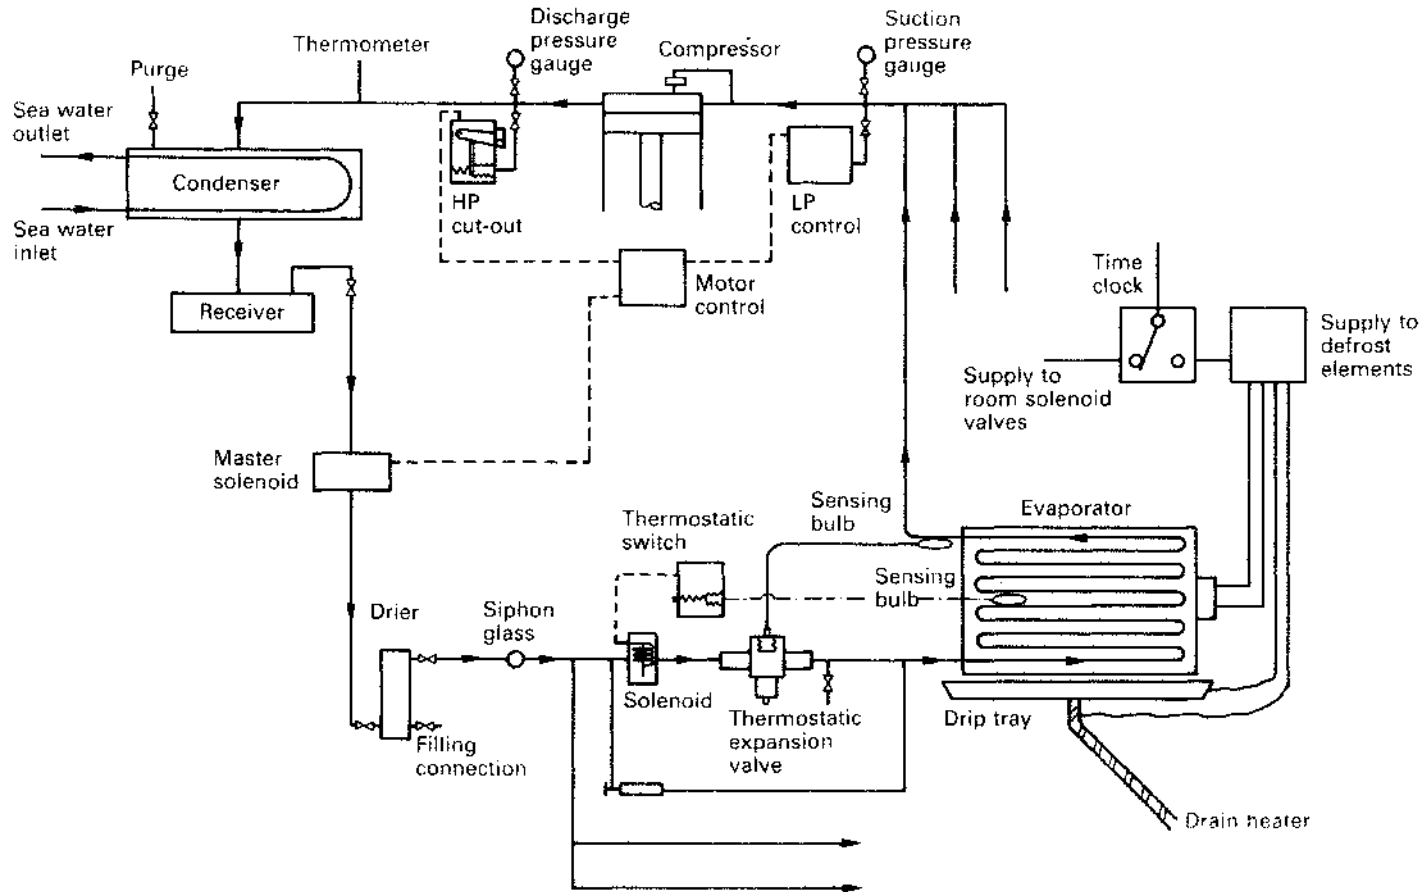 Discharge
pressure
gauge
Suction
pressure
gauge
Thermometer
Compressor
Purge
Sea water
outlet
Condenser
HP
cut-out
LP
control
Sea water
inlet
Motor
control
Receiver
Time
clock
Supply to
defrost
elements
Supply to
room solenoid
valves
Master
solenoid
Sensing
bulb
Evaporator
Thermostatic
switch
Sensing
bulb
Drier
Siphon
glass
Solenoid
Thermostatic
expansion
valve
Drip tray
Filling
connection
Drain heater